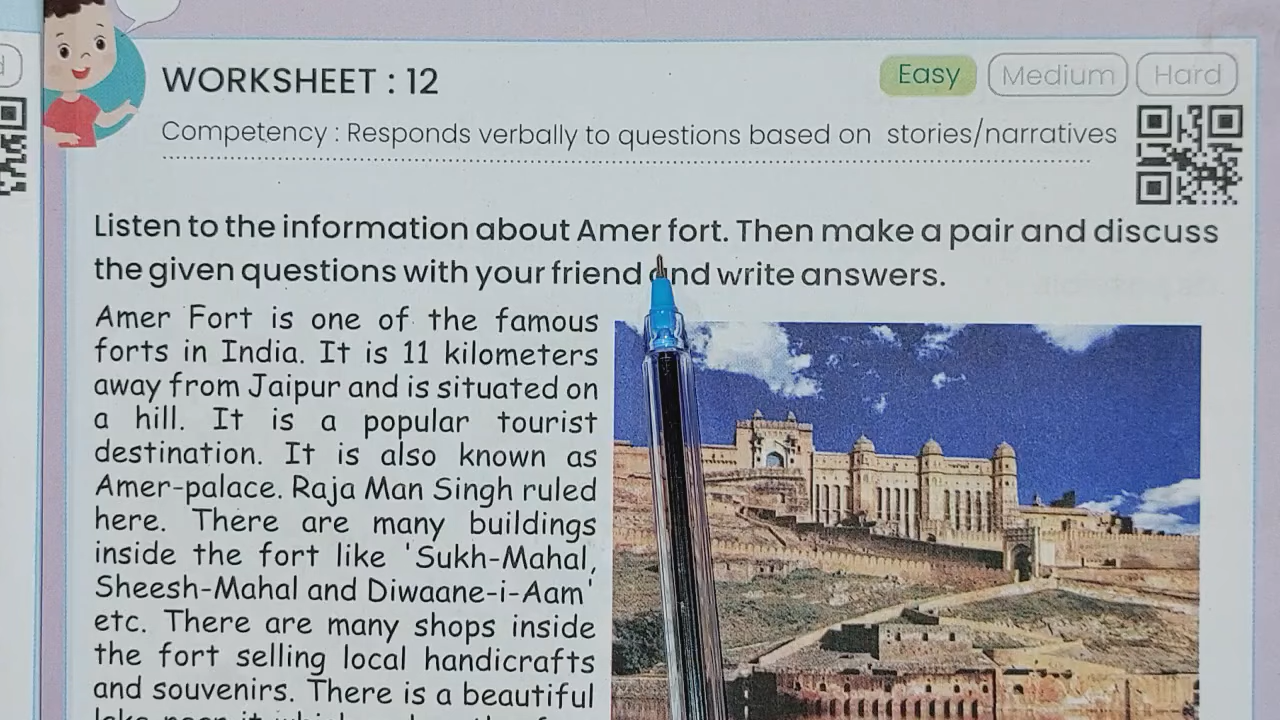 WORKSHEET : 12
Easy
Medium
Hard
Competency : Responds verbally to questions based on stories/narratives
Listen to the information about Amer fort. Then make a pair and discuss
the given questions with your friend and write answers.
Amer Fort is one of the famous
forts in India. It is 11 kilometers
away from Jaipur and is situated on
a hill. It is a popular tourist
destination. It is also known as
Amer-palace. Raja Man Singh ruled
here. There are many buildings
inside the fort like 'Sukh-Mahal,
Sheesh-Mahal and Diwaane-i-Aam'
etc. There are many shops inside
the fort selling local handicrafts
and souvenirs. There is a beautiful